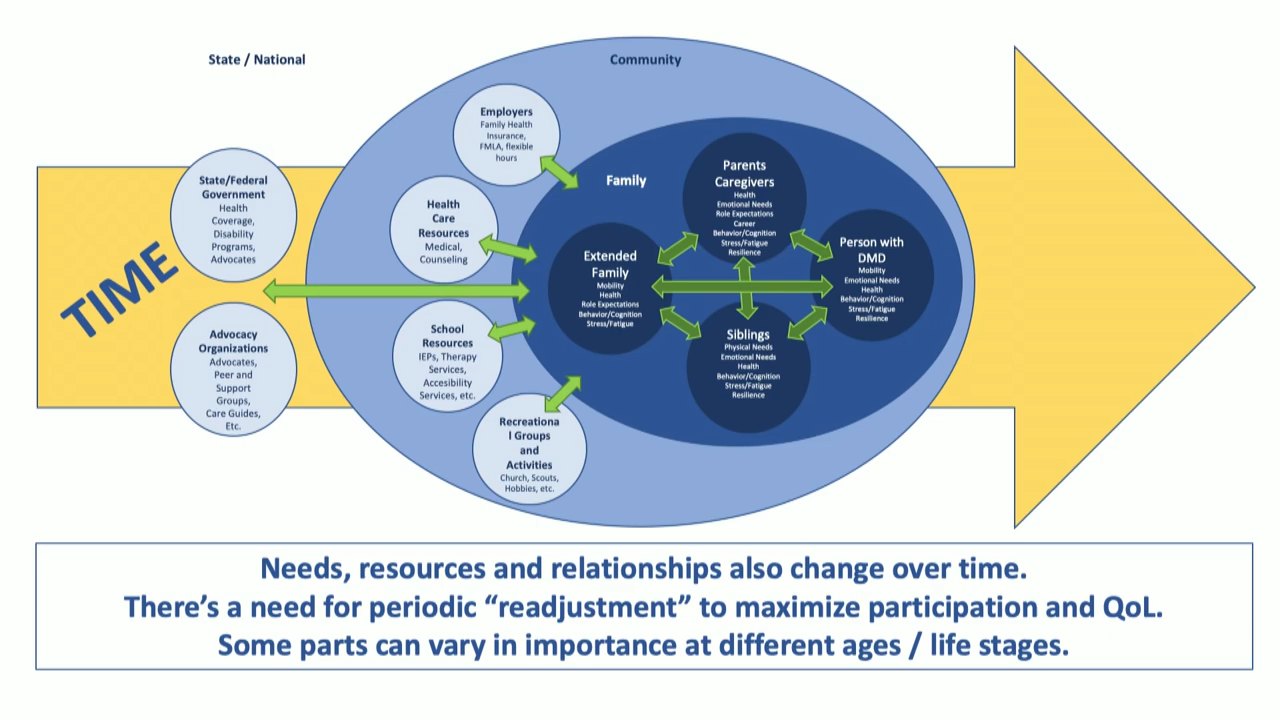 State / National
Community
TIME
State/Federal
Government
Health
Coverage,
Disability
Programs,
Advocates
Advocacy
Organizations
Advocates,
Peer and
Support
Groups,
Care Guides,
Etc.
Employers
Family Health
Insurance,
FMLA, flexible
hours
Health
Care
Resources
Medical,
Counseling
School
Resources
IEPs, Therapy
Services,
Accesibility
Services, etc.
Recreationa
l Groups
and
Activities
Church, Scouts,
Hobbies, etc.
Family
Extended
Family
Mobility
Health
Role Expectations
Behavior/Cognition
Stress/Fatigue
Parents
Caregivers
Health
Emotional Needs
Role Expectations
Career
Behavior/Cognition
Stress/Fatigue
Resilience
Person with
DMD
Mobility
Emotional Needs
Health
Behavior/Cognition
Stress/Fatigue
Resilience
Siblings
Physical Needs
Emotional Needs
Health
Behavior/Cognition
Stress/Fatigue
Resilience
Needs, resources and relationships also change over time.
There’s a need for periodic “readjustment” to maximize participation and QoL.
Some parts can vary in importance at different ages / life stages.